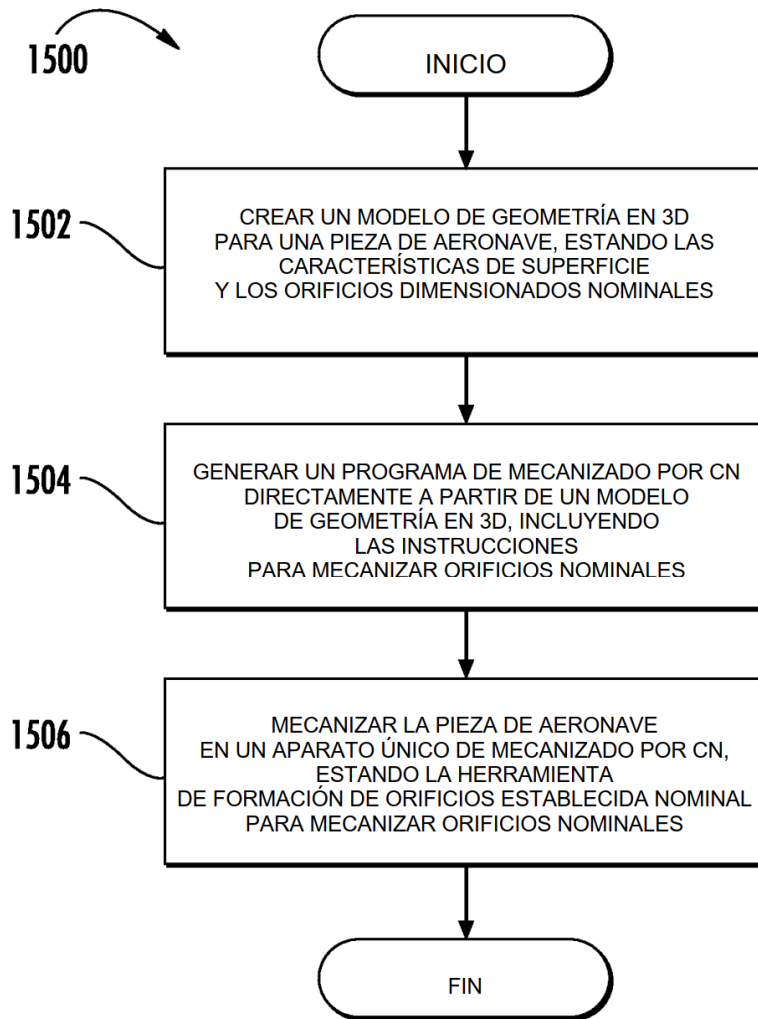 1500
INICIO
1502
CREAR UN MODELO DE GEOMETRÍA EN 3D
PARA UNA PIEZA DE AERONAVE, ESTANDO LAS
CARACTERÍSTICAS DE SUPERFICIE
Y LOS ORIFICIOS DIMENSIONADOS NOMINALES
1504
GENERAR UN PROGRAMA DE MECANIZADO POR CN
DIRECTAMENTE A PARTIR DE UN MODELO
DE GEOMETRÍA EN 3D, INCLUYENDO
LAS INSTRUCCIONES
PARA MECANIZAR ORIFICIOS NOMINALES
1506
MECANIZAR LA PIEZA DE AERONAVE
EN UN APARATO ÚNICO DE MECANIZADO POR CN,
ESTANDO LA HERRAMIENTA
DE FORMACIÓN DE ORIFICIOS ESTABLECIDA NOMINAL
PARA MECANIZAR ORIFICIOS NOMINALES
FIN